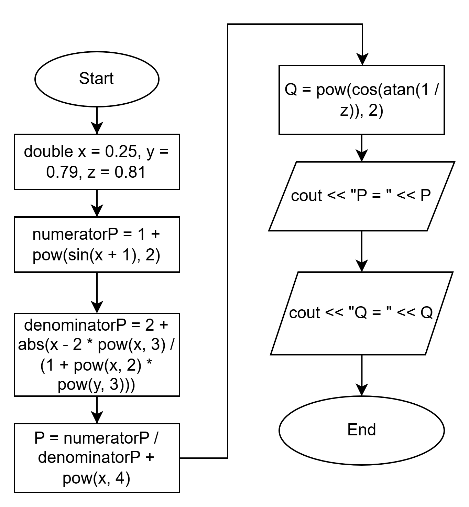 Start
double x = 0.25, y =
0.79, z = 0.81
numeratorP = 1 +
pow(sin(x + 1), 2)
denominatorP = 2 +
abs(x - 2 * pow(x, 3) /
(1 + pow(x, 2) *
pow(y, 3)))
P = numeratorP /
denominatorP +
pow(x, 4)
Q = pow(cos(atan(1 /
z)), 2)
cout << "P = " << P
cout << "Q = " << Q
End